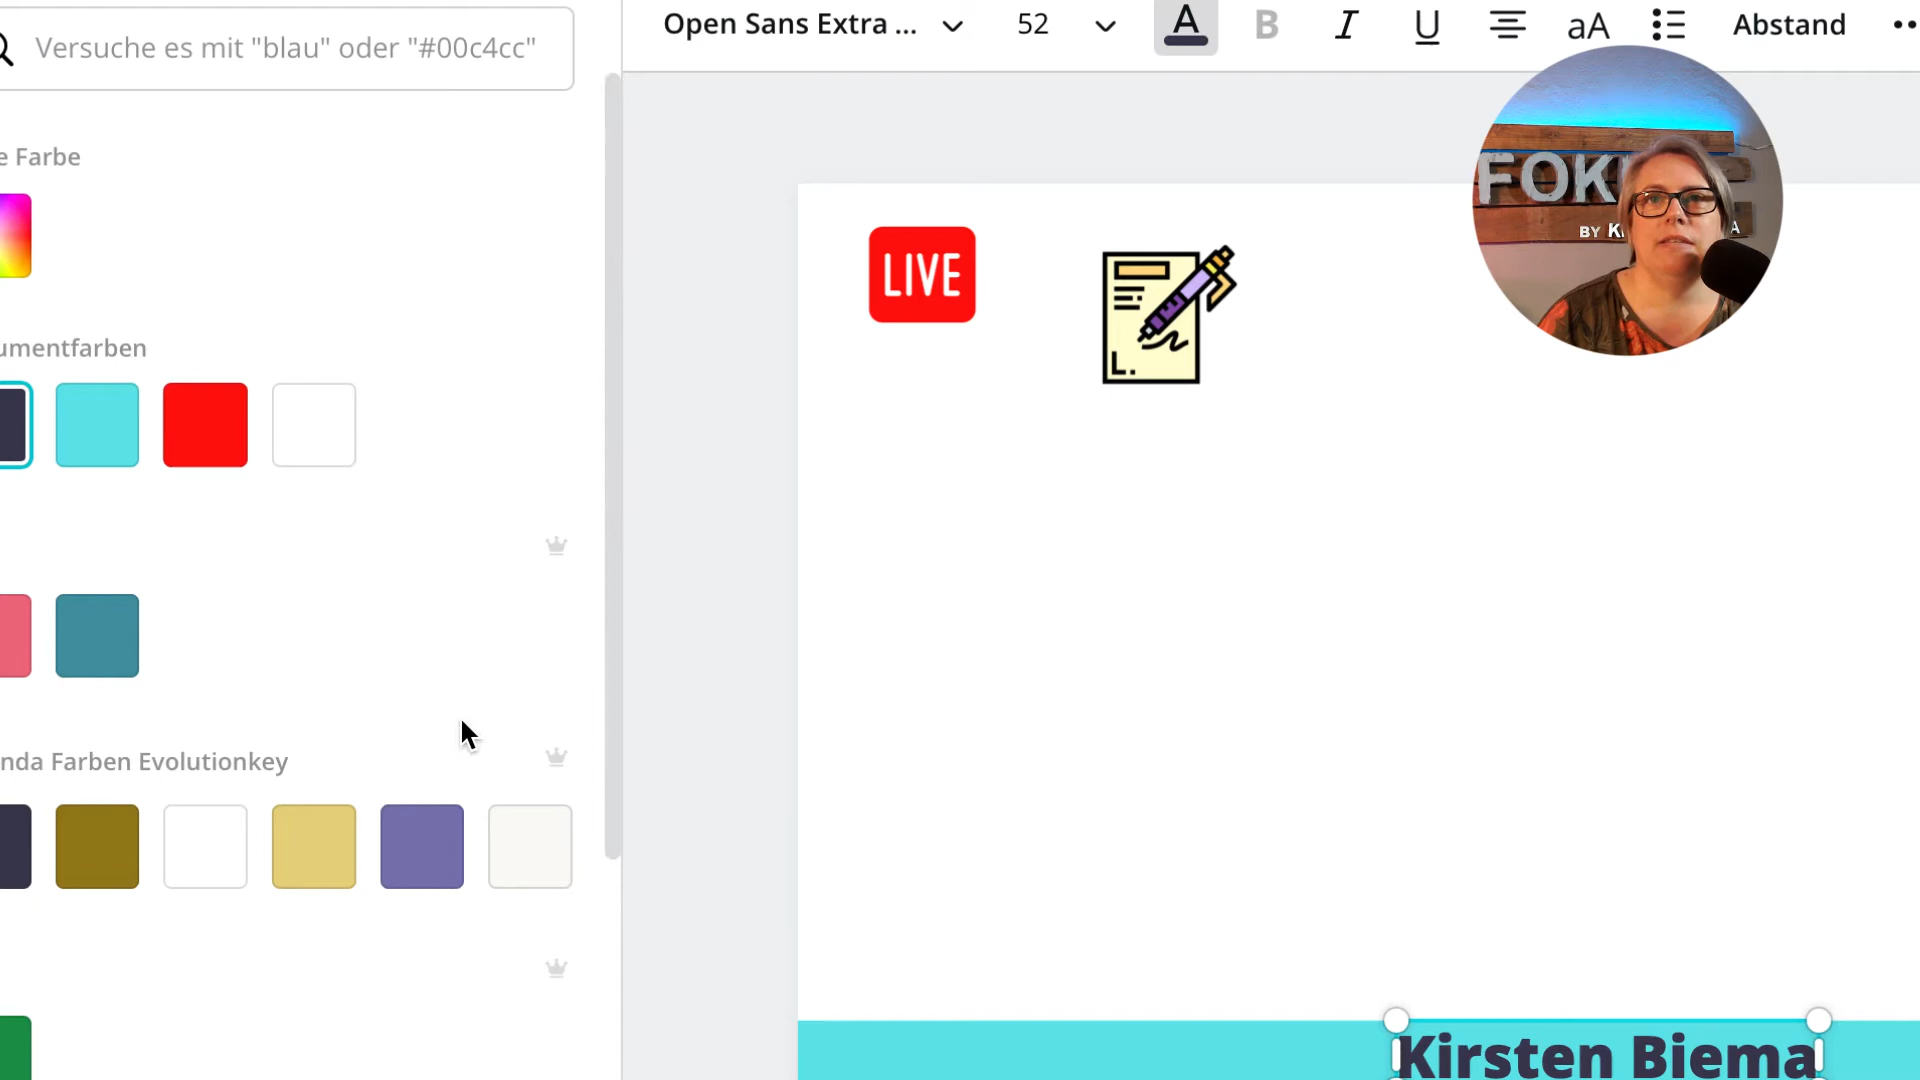 Open Sans Extra ...
52
A
B
I
U
aA
Abstand
Versuche es mit "blau" oder "#00c4cc"
e Farbe
umentfarben
nda Farben Evolutionkey
LIVE
L.
FOK
BY K
A
Kirsten Biema